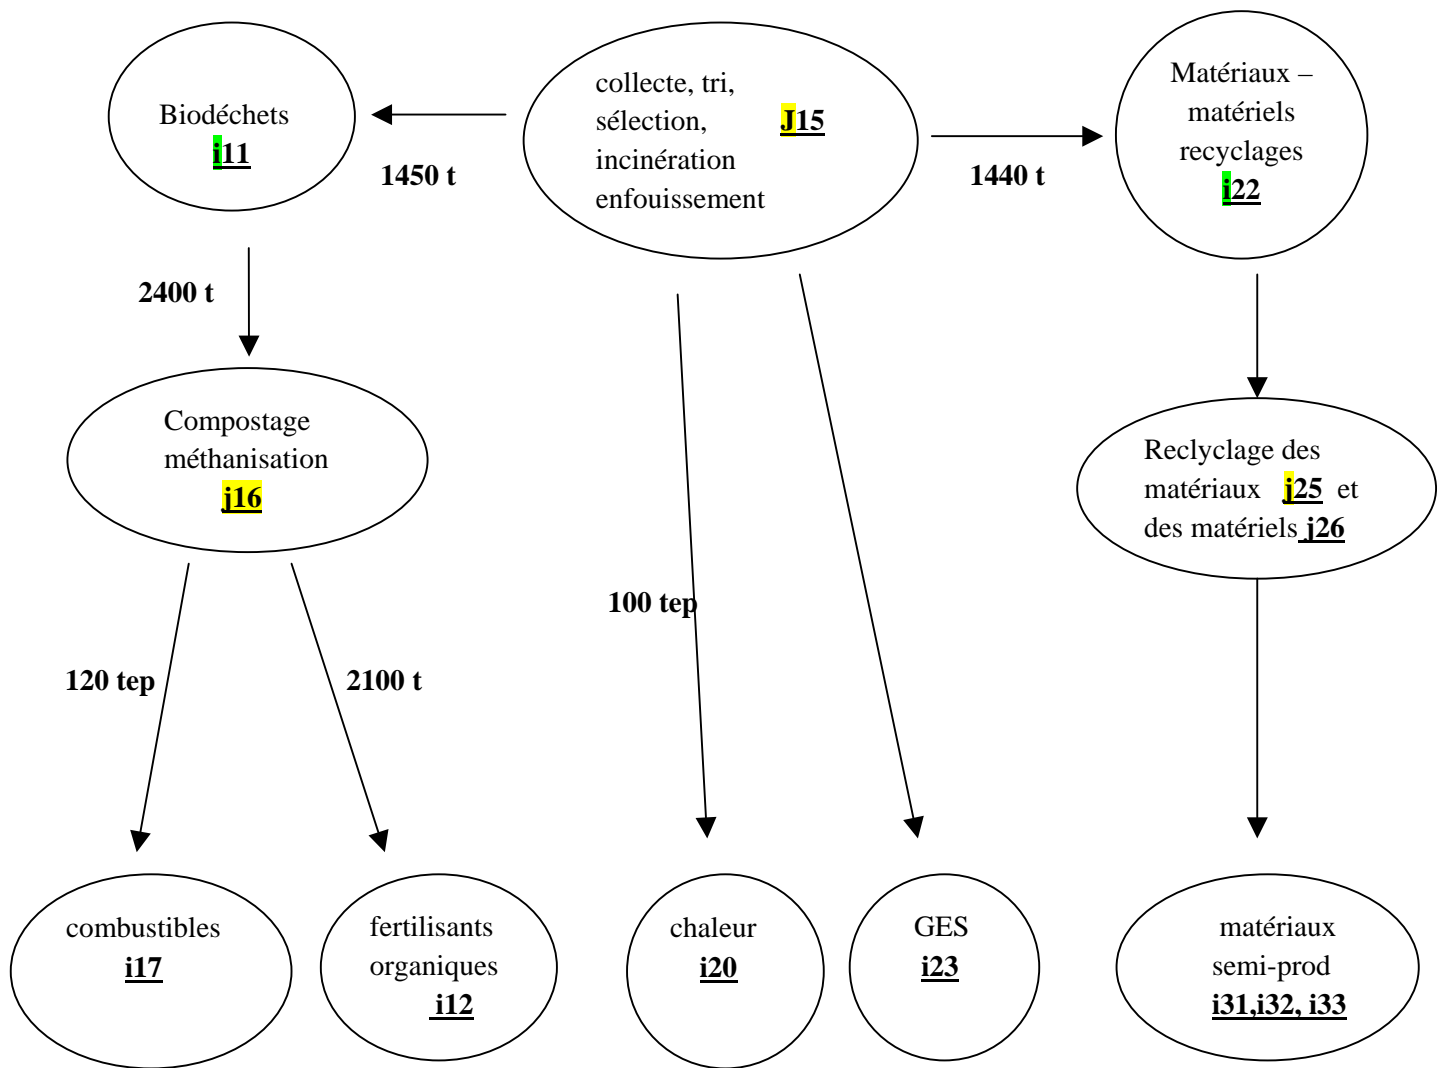 Biodéchets
i11
1450 t
collecte, tri,
sélection,
incinération
enfouissement
J15
1440 t
Matériaux –
matériels
recyclages
i22
2400 t
Compostage
méthanisation
j16
Reclyclage des
matériaux j25 et
des matériels j26
100 tep
120 tep
2100 t
combustibles
i17
fertilisants
organiques
i12
chaleur
i20
GES
i23
matériaux
semi-prod
i31,i32, i33